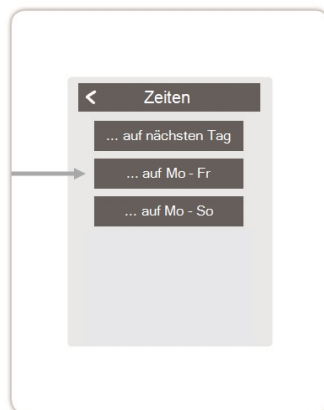 Zeiten
... auf nächsten Tag
... auf Mo - Fr
... auf Mo - So